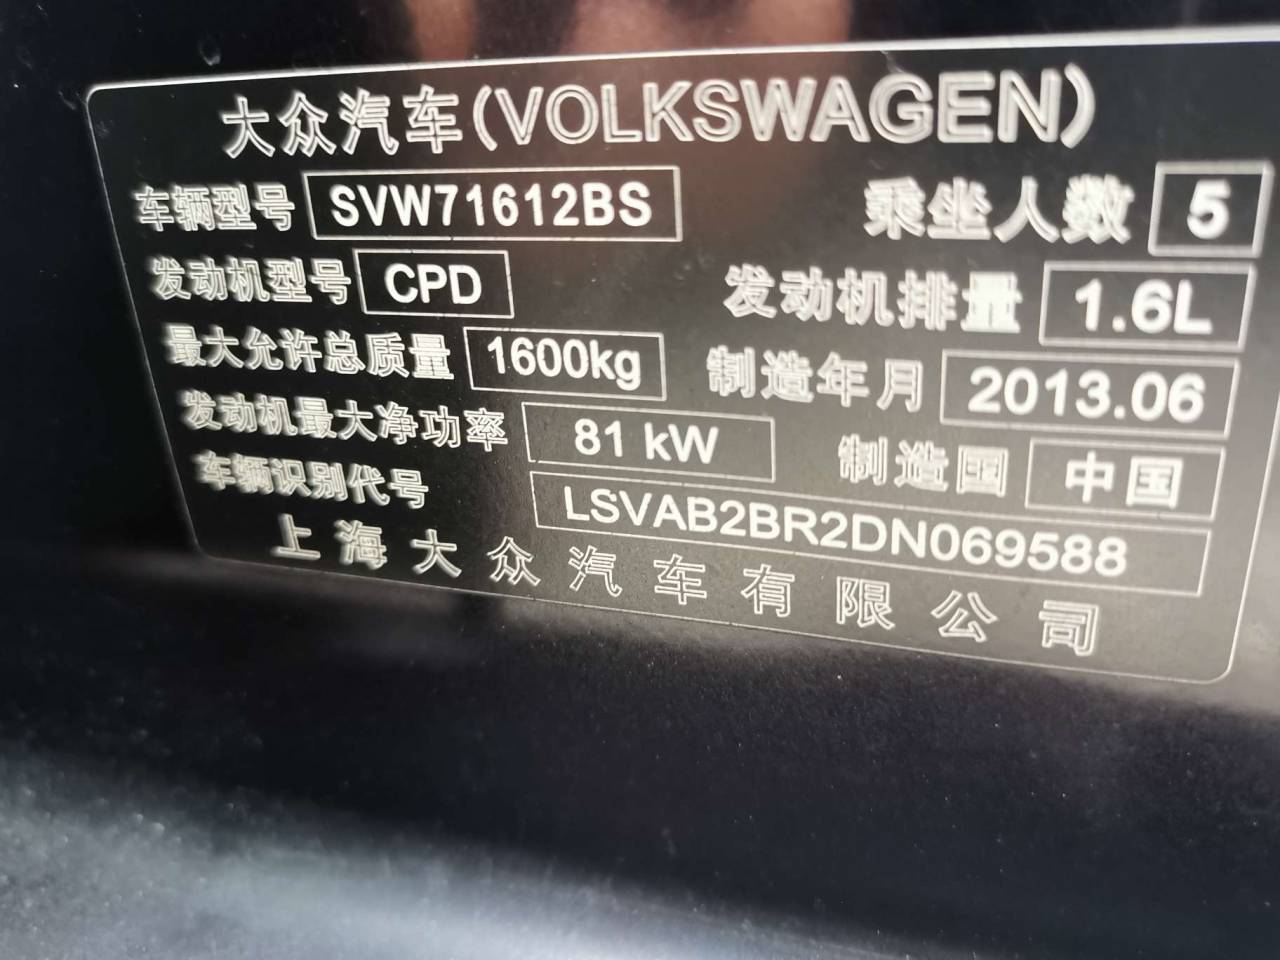 大众汽车(VOLKSWAGEN)
车辆型号 SVW71612BS 乘坐人数 5
发动机型号 CPD 发动机排量 1.6L
最大允许总质量 1600kg 制造年月 2013.06
发动机最大净功率 81 kW 制造国 中国
车辆识别代号 LSVAB2BR2DN069588
上海大众汽车有限公司